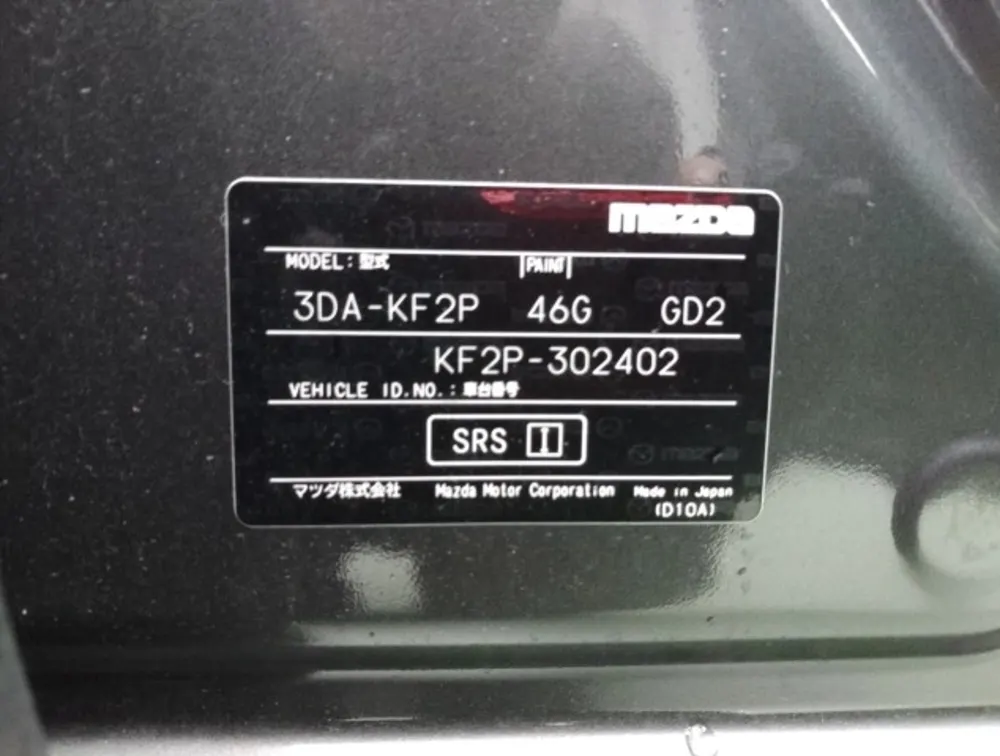 mazda
MODEL：型式 PAINT
3DA-KF2P 46G GD2
KF2P-302402
VEHICLE ID.NO.：車台番号
SRS I
マツダ株式会社 Mazda Motor Corporation Made in Japan
(D10A)